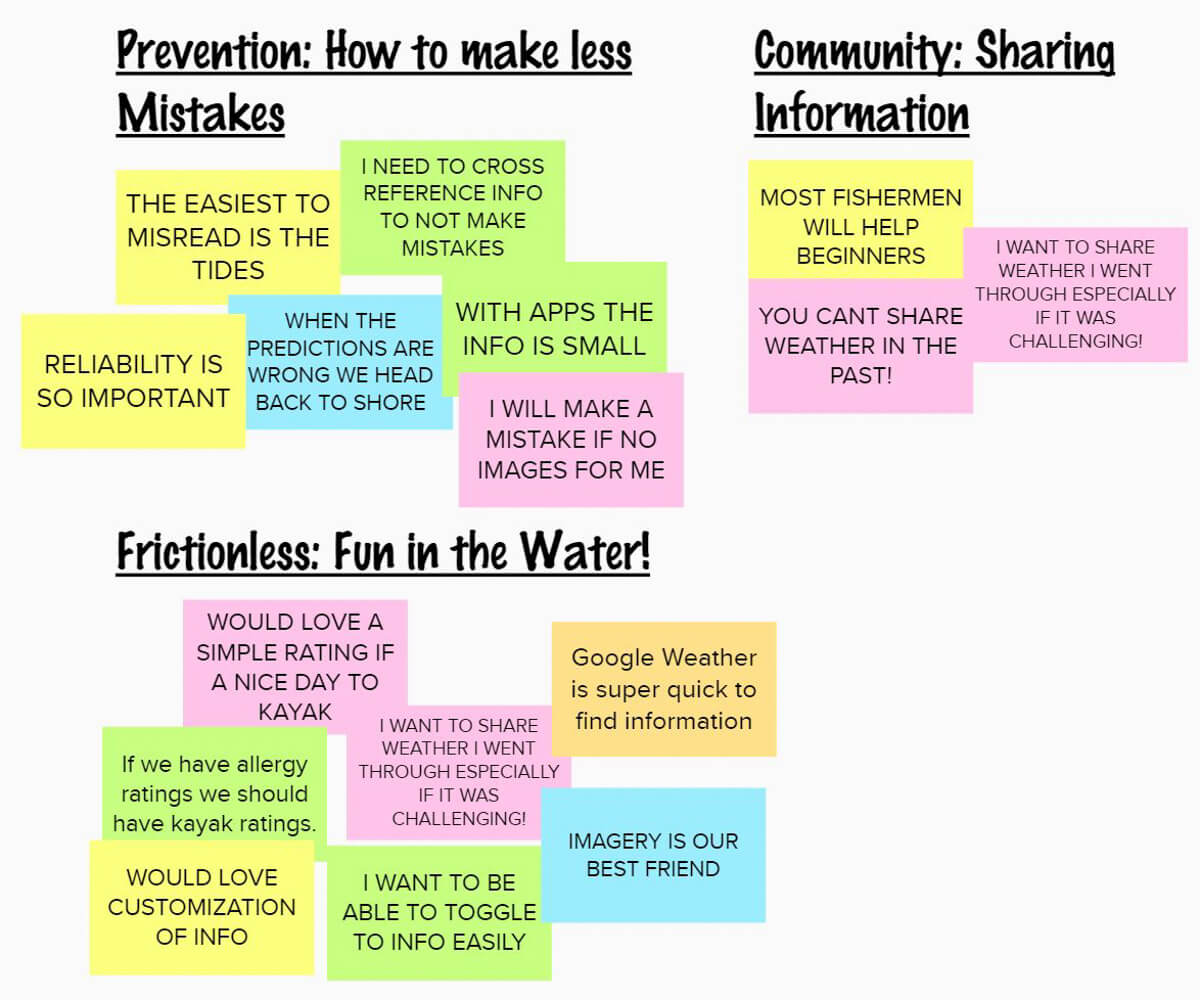 Prevention: How to make less
Mistakes
THE EASIEST TO
MISREAD IS THE
TIDES
I NEED TO CROSS
REFERENCE INFO
TO NOT MAKE
MISTAKES
RELIABILITY IS
SO IMPORTANT
WHEN THE
PREDICTIONS ARE
WRONG WE HEAD
BACK TO SHORE
WITH APPS THE
INFO IS SMALL
I WILL MAKE A
MISTAKE IF NO
IMAGES FOR ME
Community: Sharing
Information
MOST FISHERMEN
WILL HELP
BEGINNERS
I WANT TO SHARE
WEATHER I WENT
THROUGH ESPECIALLY
IF IT WAS
CHALLENGING!
YOU CANT SHARE
WEATHER IN THE
PAST!
Frictionless: Fun in the Water!
WOULD LOVE A
SIMPLE RATING IF
A NICE DAY TO
KAYAK
Google Weather
is super quick to
find information
I WANT TO SHARE
WEATHER I WENT
THROUGH ESPECIALLY
IF IT WAS
CHALLENGING!
If we have allergy
ratings we should
have kayak ratings.
IMAGERY IS OUR
BEST FRIEND
WOULD LOVE
CUSTOMIZATION
OF INFO
I WANT TO BE
ABLE TO TOGGLE
TO INFO EASILY